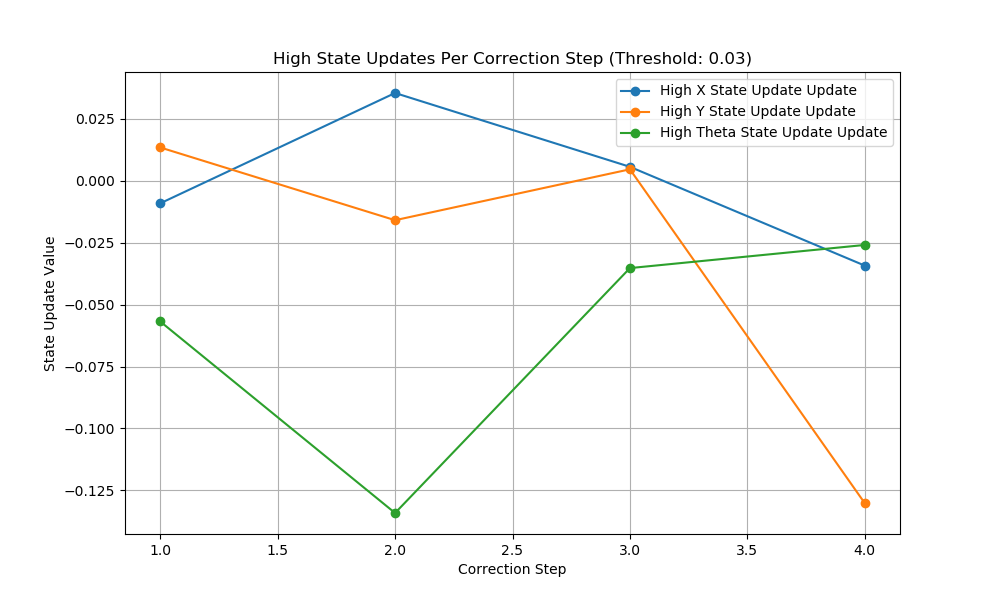 High State Updates Per Correction Step (Threshold: 0.03)
High X State Update Update
High Y State Update Update
High Theta State Update Update
State Update Value
0.025
0.000
−0.025
−0.050
−0.075
−0.100
−0.125
1.0 1.5 2.0 2.5 3.0 3.5 4.0
Correction Step